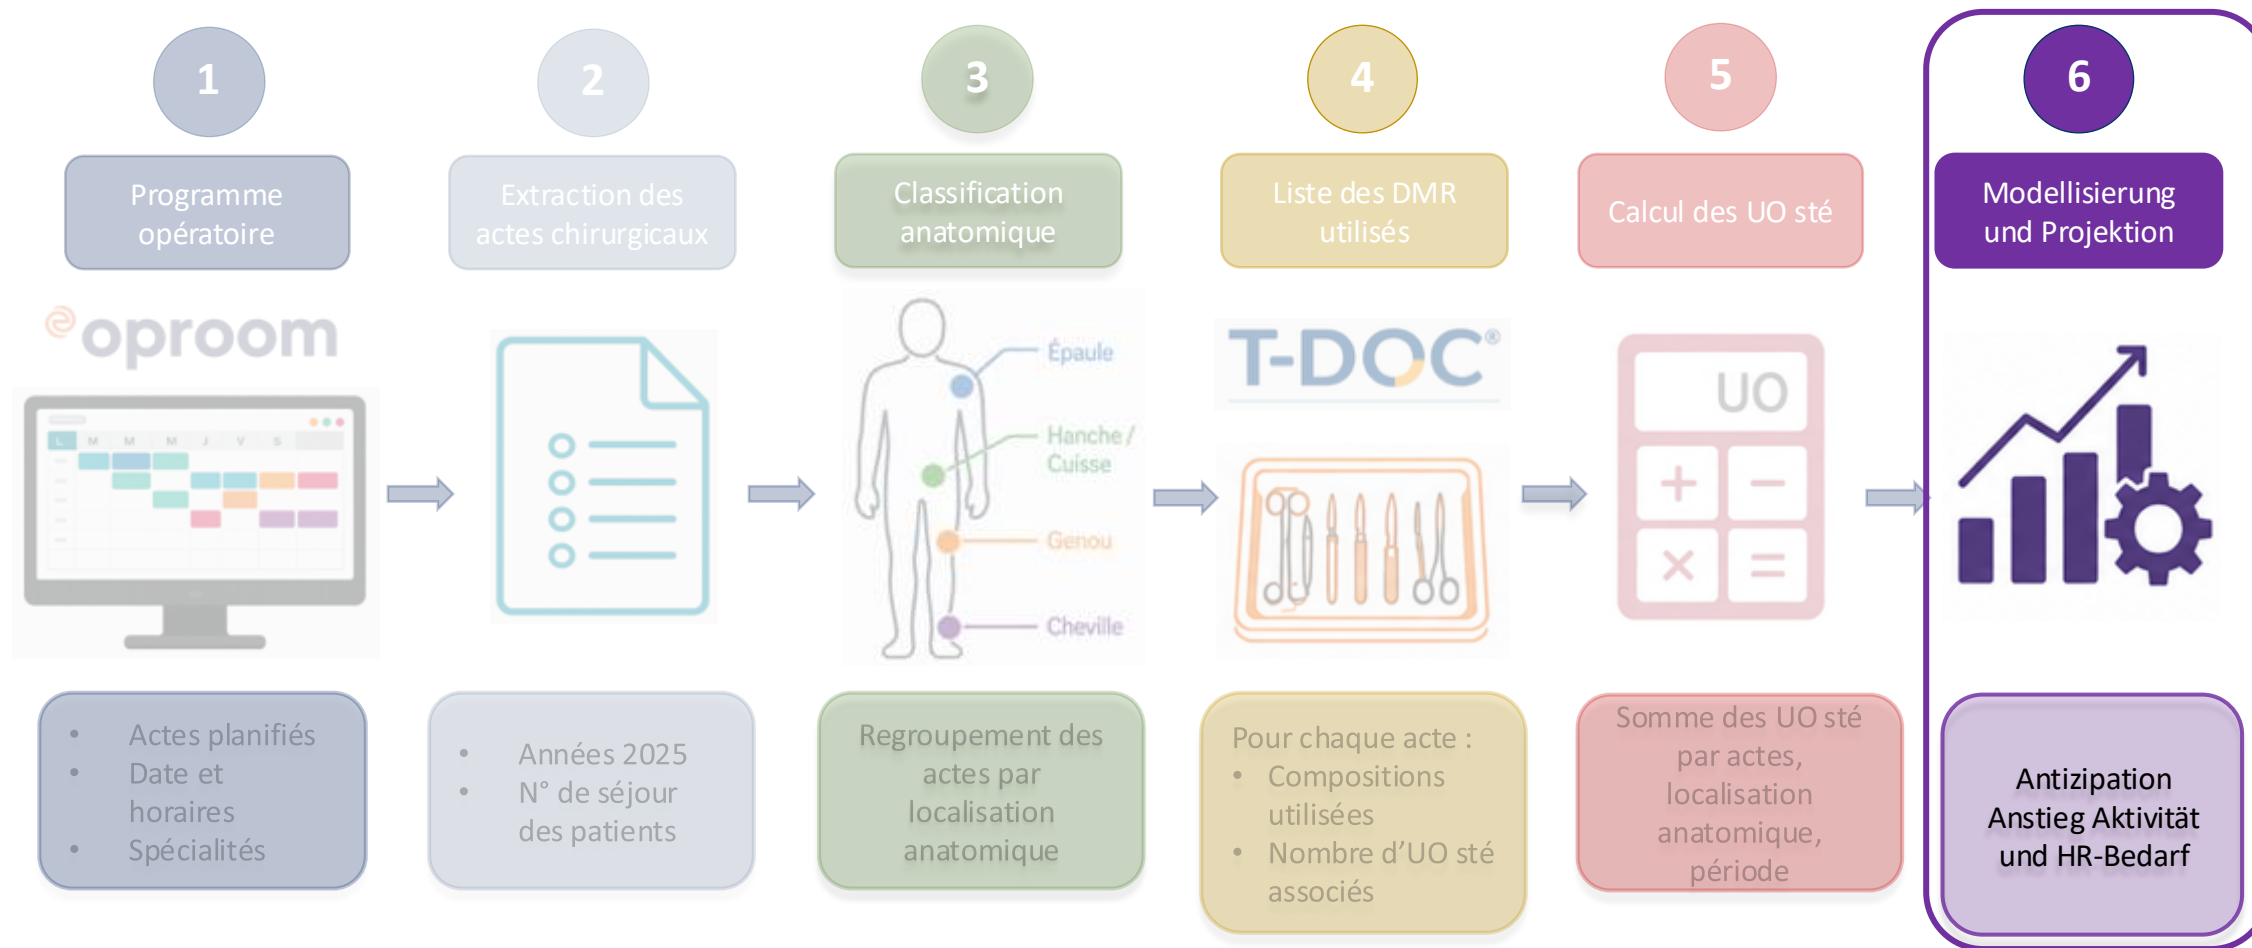 1
2
3
4
5
6
Programme
opératoire
Extraction des
actes chirurgicaux
Classification
anatomique
Liste des DMR
utilisés
Calcul des UO sté
Modellisierung
und Projektion
oproom
L M M M J V S
Épaule
Hanche /
Cuisse
Genou
Cheville
T-DOC®
UO
+ −
× =
• Actes planifiés
• Date et
horaires
• Spécialités
• Années 2025
• N° de séjour
des patients
Regroupement des
actes par
localisation
anatomique
Pour chaque acte :
• Compositions
utilisées
• Nombre d’UO sté
associés
Somme des UO sté
par actes,
localisation
anatomique,
période
Antizipation
Anstieg Aktivität
und HR-Bedarf